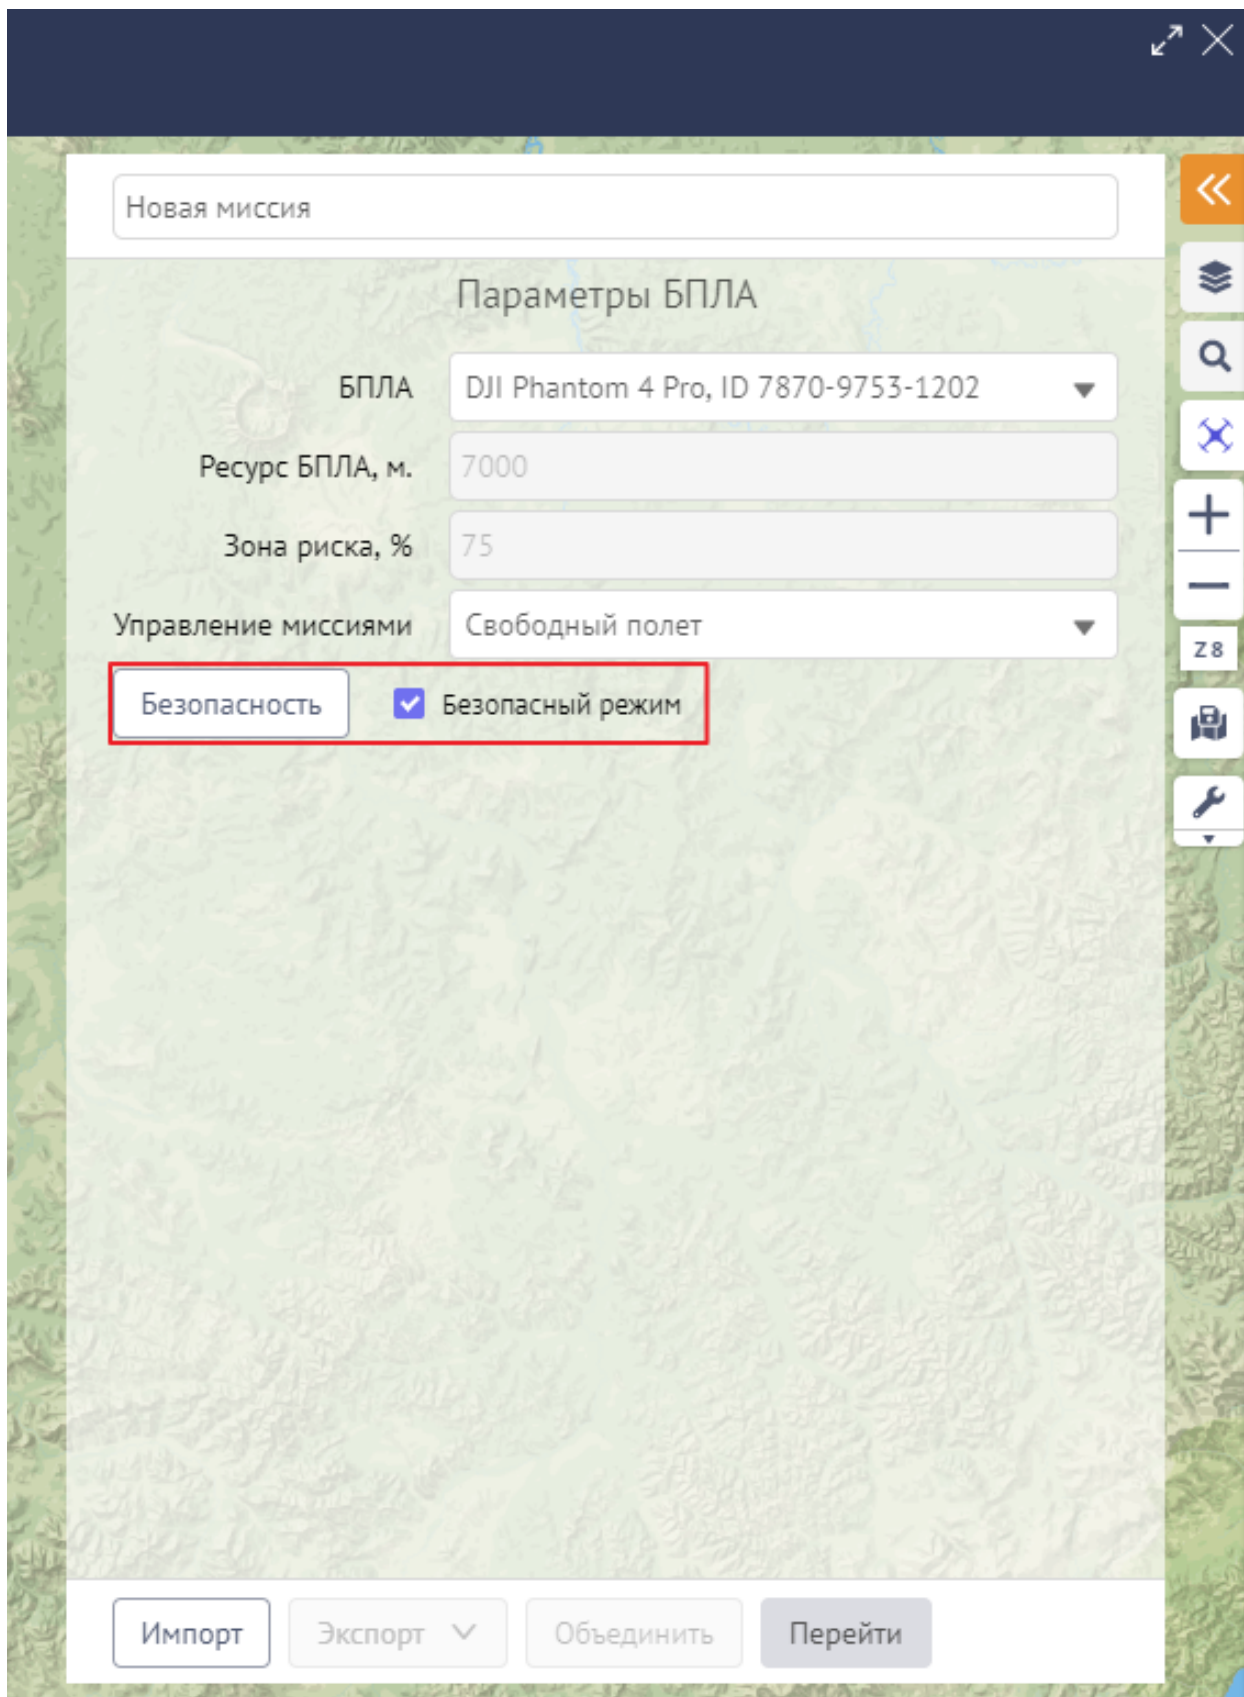 Новая миссия
Параметры БПЛА
БПЛА DJI Phantom 4 Pro, ID 7870-9753-1202
Ресурс БПЛА, м. 7000
Зона риска, % 75
Управление миссиями Свободный полет
Z 8
Безопасность Безопасный режим
Импорт Экспорт Объединить Перейти